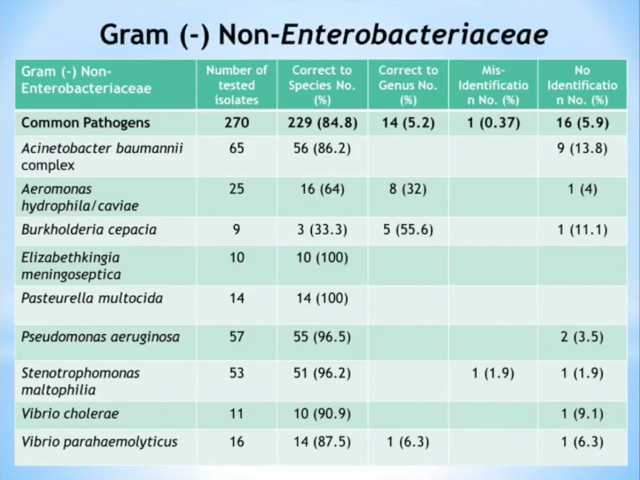 Gram (-) Non-Enterobacteriaceae
Gram (-) Non-Enterobacteriaceae Number of tested isolates Correct to Species No. (%) Correct to Genus No. (%) Mis-Identificatio n No. (%) No Identificatio n No. (%)
Common Pathogens 270 229 (84.8) 14 (5.2) 1 (0.37) 16 (5.9)
Acinetobacter baumannii complex 65 56 (86.2) 9 (13.8)
Aeromonas hydrophila/caviae 25 16 (64) 8 (32) 1 (4)
Burkholderia cepacia 9 3 (33.3) 5 (55.6) 1 (11.1)
Elizabethkingia meningoseptica 10 10 (100)
Pasteurella multocida 14 14 (100)
Pseudomonas aeruginosa 57 55 (96.5) 2 (3.5)
Stenotrophomonas maltophilia 53 51 (96.2) 1 (1.9) 1 (1.9)
Vibrio cholerae 11 10 (90.9) 1 (9.1)
Vibrio parahaemolyticus 16 14 (87.5) 1 (6.3) 1 (6.3)